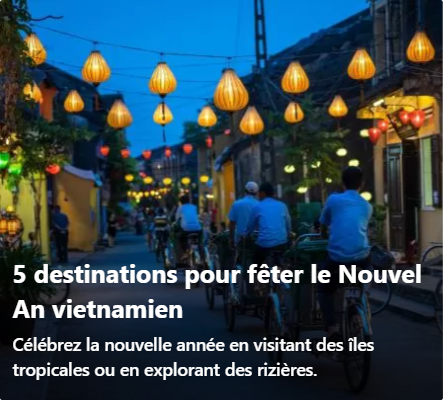 5 destinations pour fêter le Nouvel
An vietnamien
Célébrez la nouvelle année en visitant des îles
tropicales ou en explorant des rizières.